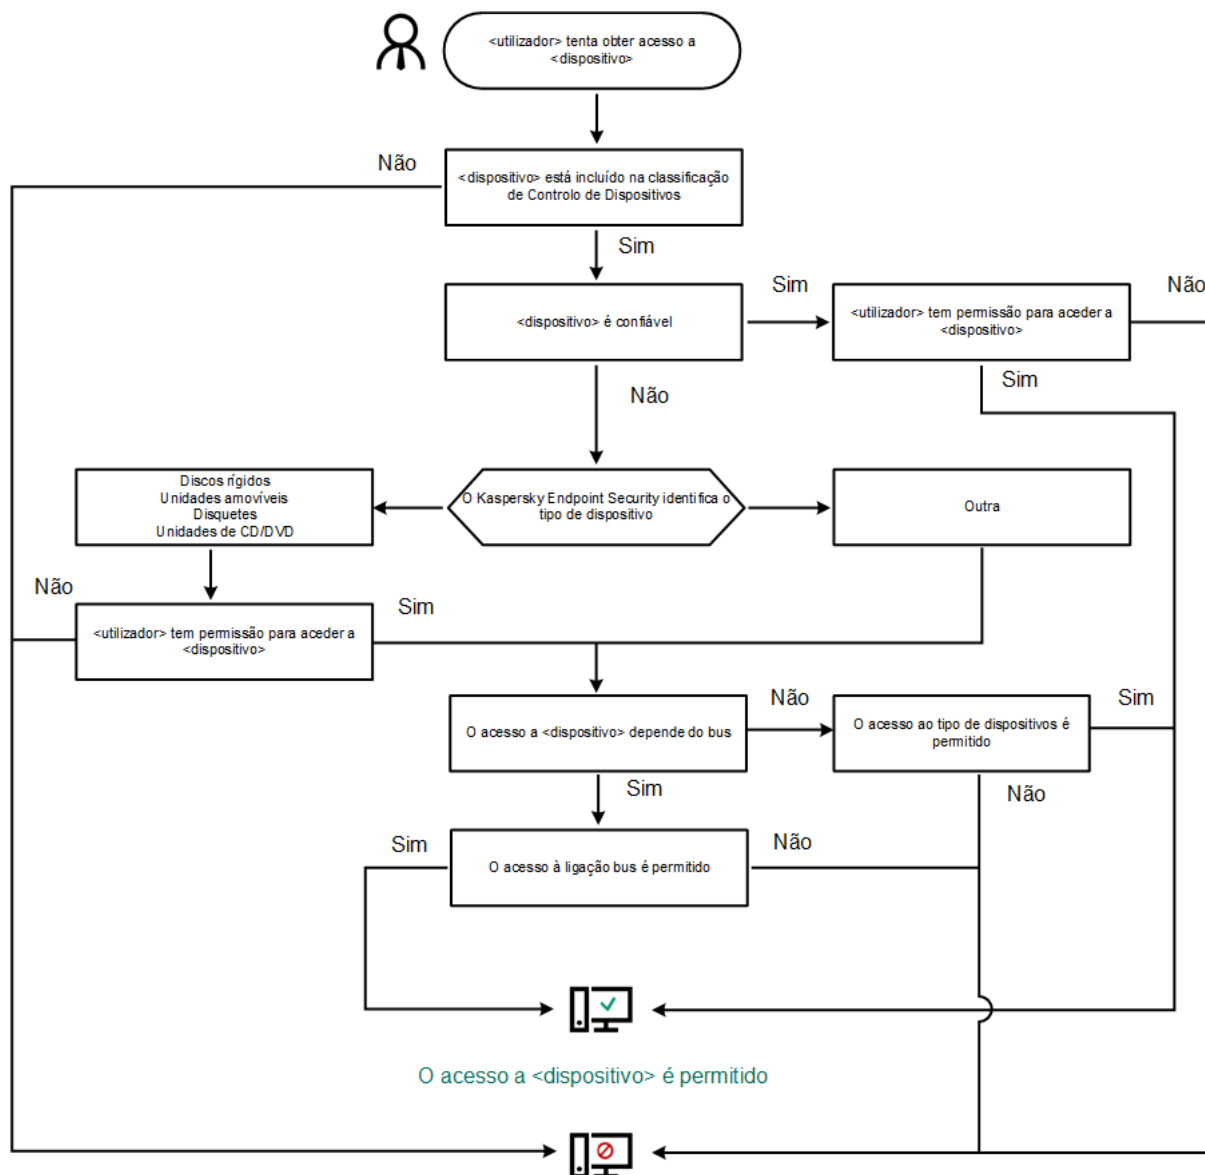 <utilizador> tenta obter acesso a
<dispositivo>
Não
<dispositivo> está incluído na classificação
de Controlo de Dispositivos
Sim
<dispositivo> é confiável
Sim
<utilizador> tem permissão para aceder a
<dispositivo>
Não
Sim
Não
Discos rígidos
Unidades amovíveis
Disquetes
Unidades de CD/DVD
O Kaspersky Endpoint Security identifica o
tipo de dispositivo
Outra
Não
<utilizador> tem permissão para aceder a
<dispositivo>
Sim
O acesso a <dispositivo> depende do bus
Não
O acesso ao tipo de dispositivos é
permitido
Sim
Sim
Não
Sim
O acesso à ligação bus é permitido
Não
O acesso a <dispositivo> é permitido